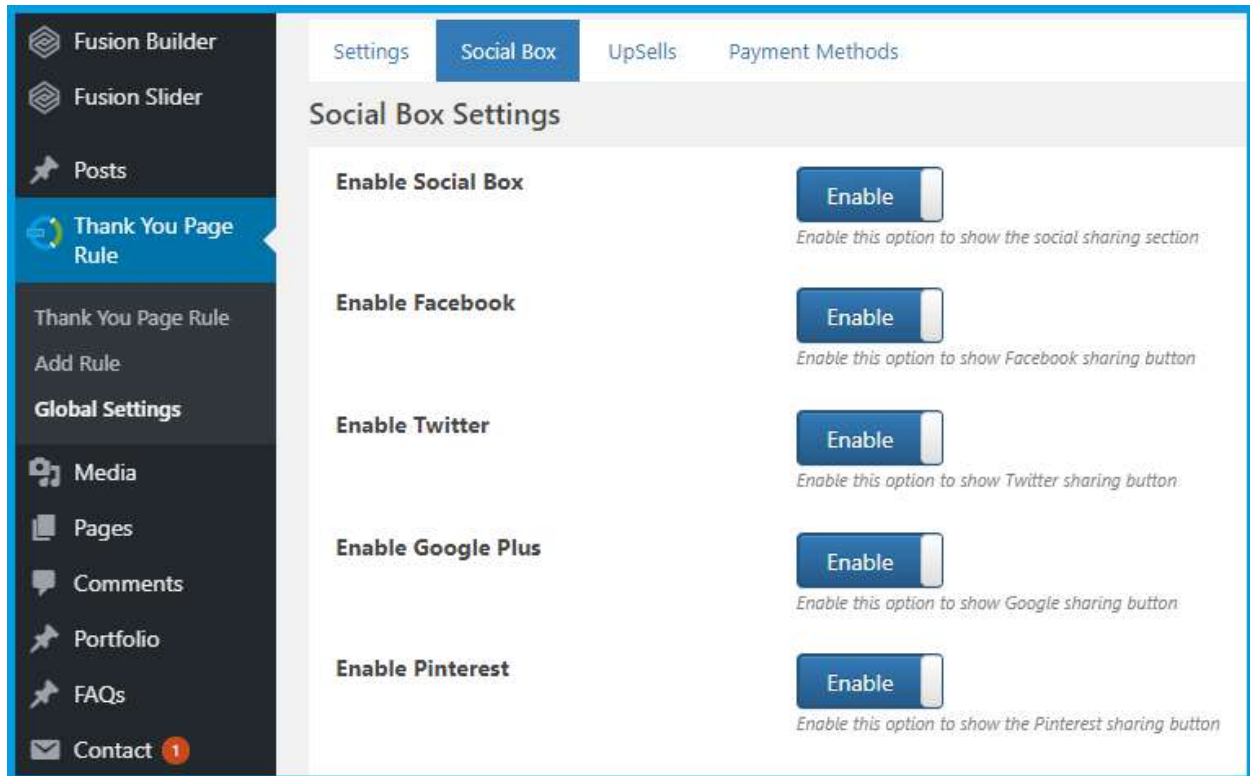 Fusion Builder
Fusion Slider
Posts
Thank You Page
Rule
Thank You Page Rule
Add Rule
Global Settings
Media
Pages
Comments
Portfolio
FAQs
Contact 1
Settings Social Box UpSells Payment Methods
Social Box Settings
Enable Social Box Enable
Enable this option to show the social sharing section
Enable Facebook Enable
Enable this option to show Facebook sharing button
Enable Twitter Enable
Enable this option to show Twitter sharing button
Enable Google Plus Enable
Enable this option to show Google sharing button
Enable Pinterest Enable
Enable this option to show the Pinterest sharing button